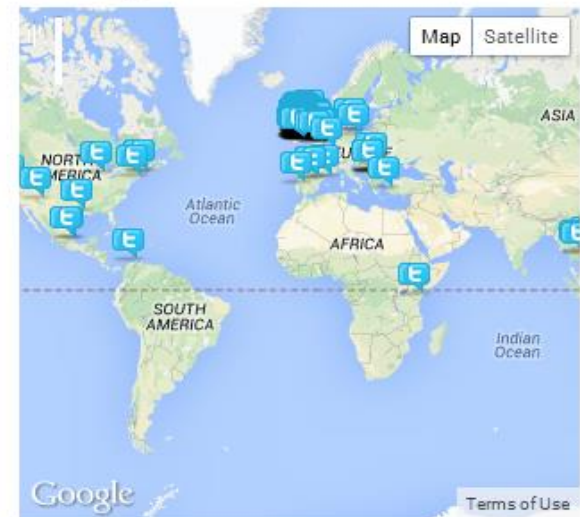 Map Satellite
ASIA
NORTH
AMERICA
Atlantic
Ocean
AFRICA
SOUTH
AMERICA
Indian
Ocean
Google
Terms of Use